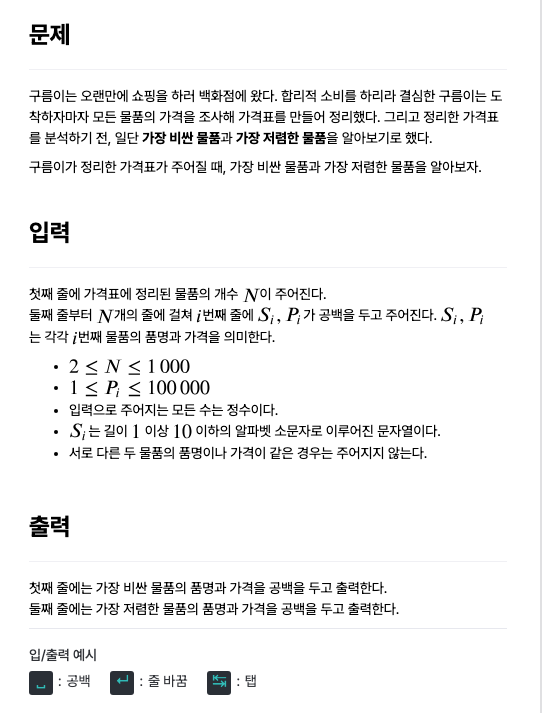 문제
구름이는 오랜만에 쇼핑을 하러 백화점에 왔다. 합리적 소비를 하리라 결심한 구름이는 도
착하자마자 모든 물품의 가격을 조사해 가격표를 만들어 정리했다. 그리고 정리한 가격표
를 분석하기 전, 일단 가장 비싼 물품과 가장 저렴한 물품을 알아보기로 했다.
구름이가 정리한 가격표가 주어질 때, 가장 비싼 물품과 가장 저렴한 물품을 알아보자.
입력
첫째 줄에 가격표에 정리된 물품의 개수 N이 주어진다.
둘째 줄부터 N개의 줄에 걸쳐 i번째 줄에 S_i, P_i가 공백을 두고 주어진다. S_i, P_i
는 각각 i번째 물품의 품명과 가격을 의미한다.
• 2 ≤ N ≤ 1 000
• 1 ≤ P_i ≤ 100 000
• 입력으로 주어지는 모든 수는 정수이다.
• S_i는 길이 1 이상 10 이하의 알파벳 소문자로 이루어진 문자열이다.
• 서로 다른 두 물품의 품명이나 가격이 같은 경우는 주어지지 않는다.
출력
첫째 줄에는 가장 비싼 물품의 품명과 가격을 공백을 두고 출력한다.
둘째 줄에는 가장 저렴한 물품의 품명과 가격을 공백을 두고 출력한다.
입/출력 예시
␣ : 공백 ↵ : 줄 바꿈 ↹ : 탭